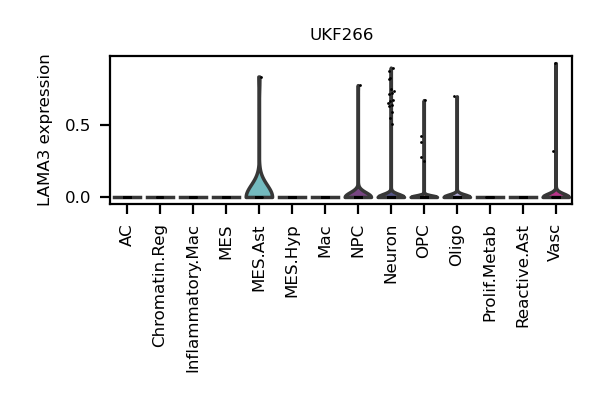 UKF266
LAMA3 expression
0.5
0.0
AC
Chromatin.Reg
Inflammatory.Mac
MES
MES.Ast
MES.Hyp
Mac
NPC
Neuron
OPC
Oligo
Prolif.Metab
Reactive.Ast
Vasc